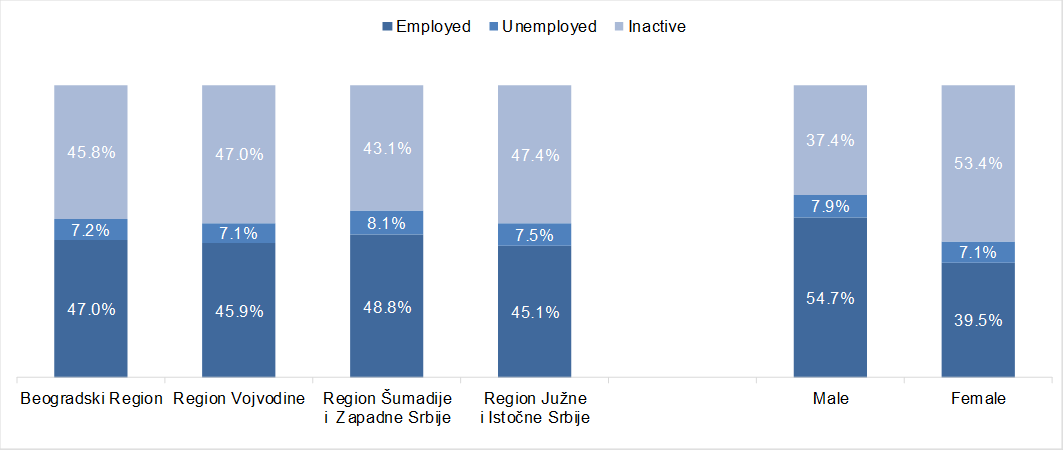 Employed Unemployed Inactive
45.8% 47.0% 43.1% 47.4% 37.4% 53.4%
7.2% 7.1% 8.1% 7.5% 7.9% 7.1%
47.0% 45.9% 48.8% 45.1% 54.7% 39.5%
Beogradski Region Region Vojvodine Region Šumadije Region Južne Male Female
i Zapadne Srbije i Istočne Srbije